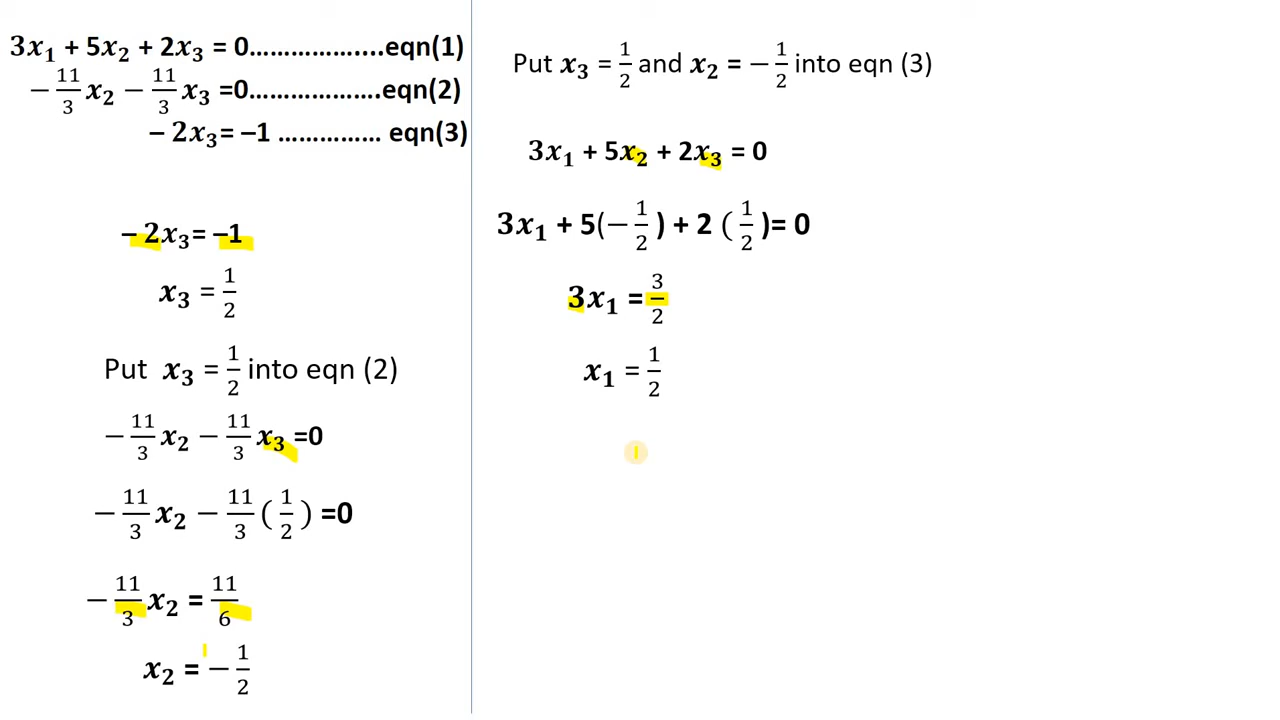 3x₁ + 5x₂ + 2x₃ = 0……………....eqn(1)
− 11/3 x₂ − 11/3 x₃ =0……………….eqn(2)
– 2x₃= –1 …………… eqn(3)
– 2x₃= –1
x₃ = 1/2
Put x₃ = 1/2 into eqn (2)
− 11/3 x₂ − 11/3 x₃ =0
− 11/3 x₂ − 11/3 ( 1/2 ) =0
− 11/3 x₂ = 11/6
x₂ = − 1/2
Put x₃ = 1/2 and x₂ = − 1/2 into eqn (3)
3x₁ + 5x₂ + 2x₃ = 0
3x₁ + 5(− 1/2 ) + 2 ( 1/2 )= 0
3x₁ = 3/2
x₁ = 1/2